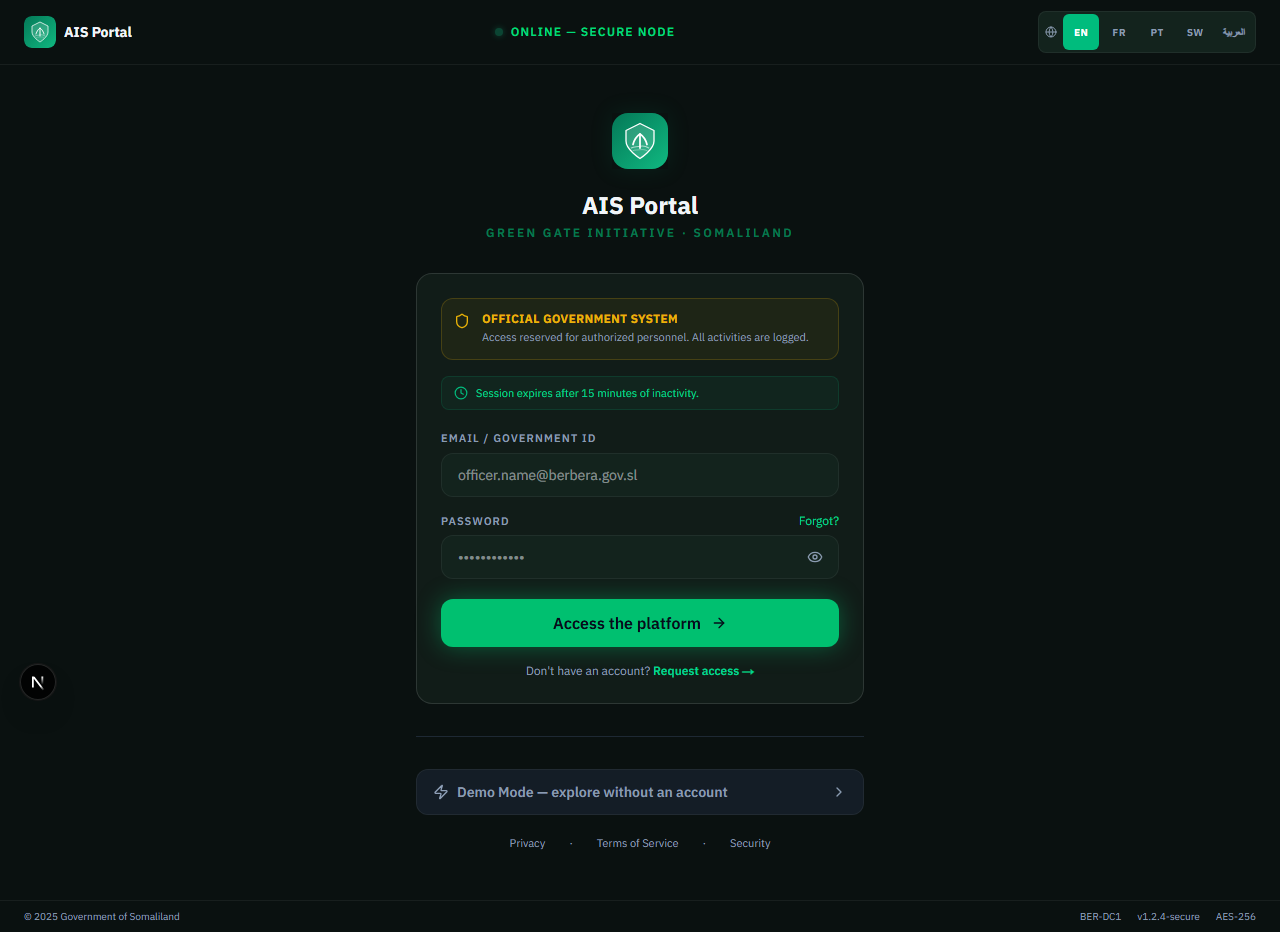 AIS Portal
ONLINE — SECURE NODE
EN
FR
PT
SW
العربية
AIS Portal
GREEN GATE INITIATIVE · SOMALILAND
OFFICIAL GOVERNMENT SYSTEM
Access reserved for authorized personnel. All activities are logged.
Session expires after 15 minutes of inactivity.
EMAIL / GOVERNMENT ID
officer.name@berbera.gov.sl
PASSWORD
Forgot?
••••••••••••
Access the platform →
Don't have an account? Request access →
N
Demo Mode — explore without an account
Privacy · Terms of Service · Security
© 2025 Government of Somaliland
BER-DC1 v1.2.4-secure AES-256